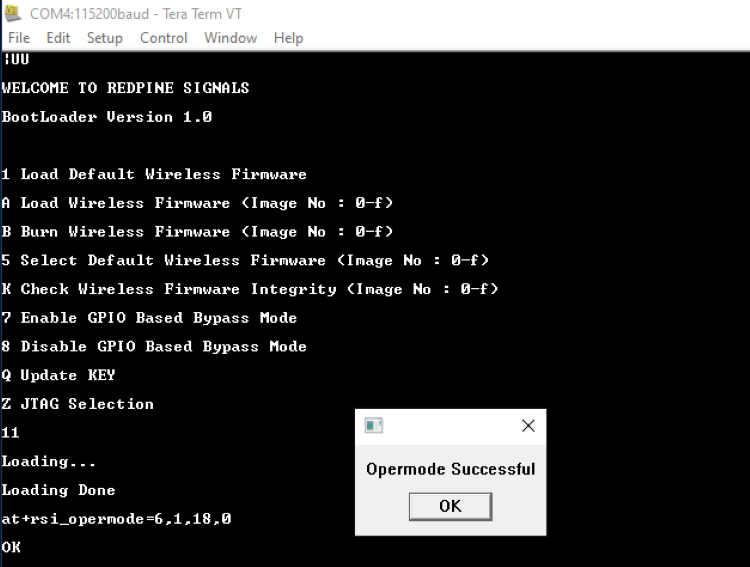 COM4:115200baud - Tera Term VT
File Edit Setup Control Window Help
¦UU
WELCOME TO REDPINE SIGNALS
BootLoader Version 1.0
1 Load Default Wireless Firmware
A Load Wireless Firmware (Image No : 0-f)
B Burn Wireless Firmware (Image No : 0-f)
5 Select Default Wireless Firmware (Image No : 0-f)
K Check Wireless Firmware Integrity (Image No : 0-f)
7 Enable GPIO Based Bypass Mode
8 Disable GPIO Based Bypass Mode
Q Update KEY
Z JTAG Selection
11
Loading...
Loading Done
at+rsi_opermode=6,1,18,0
OK
Opermode Successful
OK